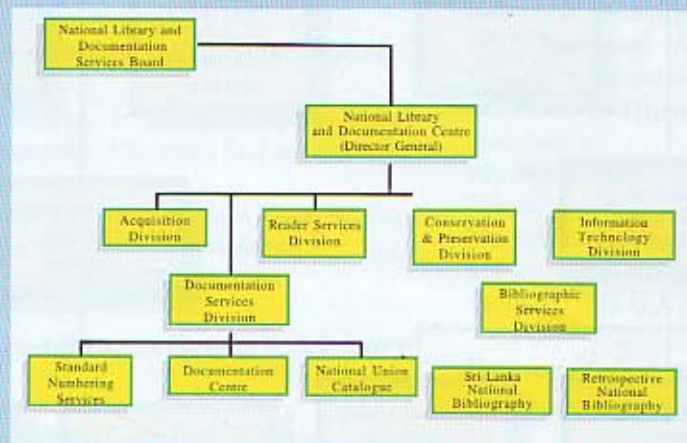 National Library and
Documentation
Services Board
National Library
and Documentation Centre
(Director General)
Acquisition
Division
Reader Services
Division
Conservation
& Preservation
Division
Information
Technology
Division
Documentation
Services
Division
Bibliographic
Services
Division
Standard
Numbering
Services
Documentation
Centre
National Union
Catalogue
Sri Lanka
National
Bibliography
Retrospective
National
Bibliography